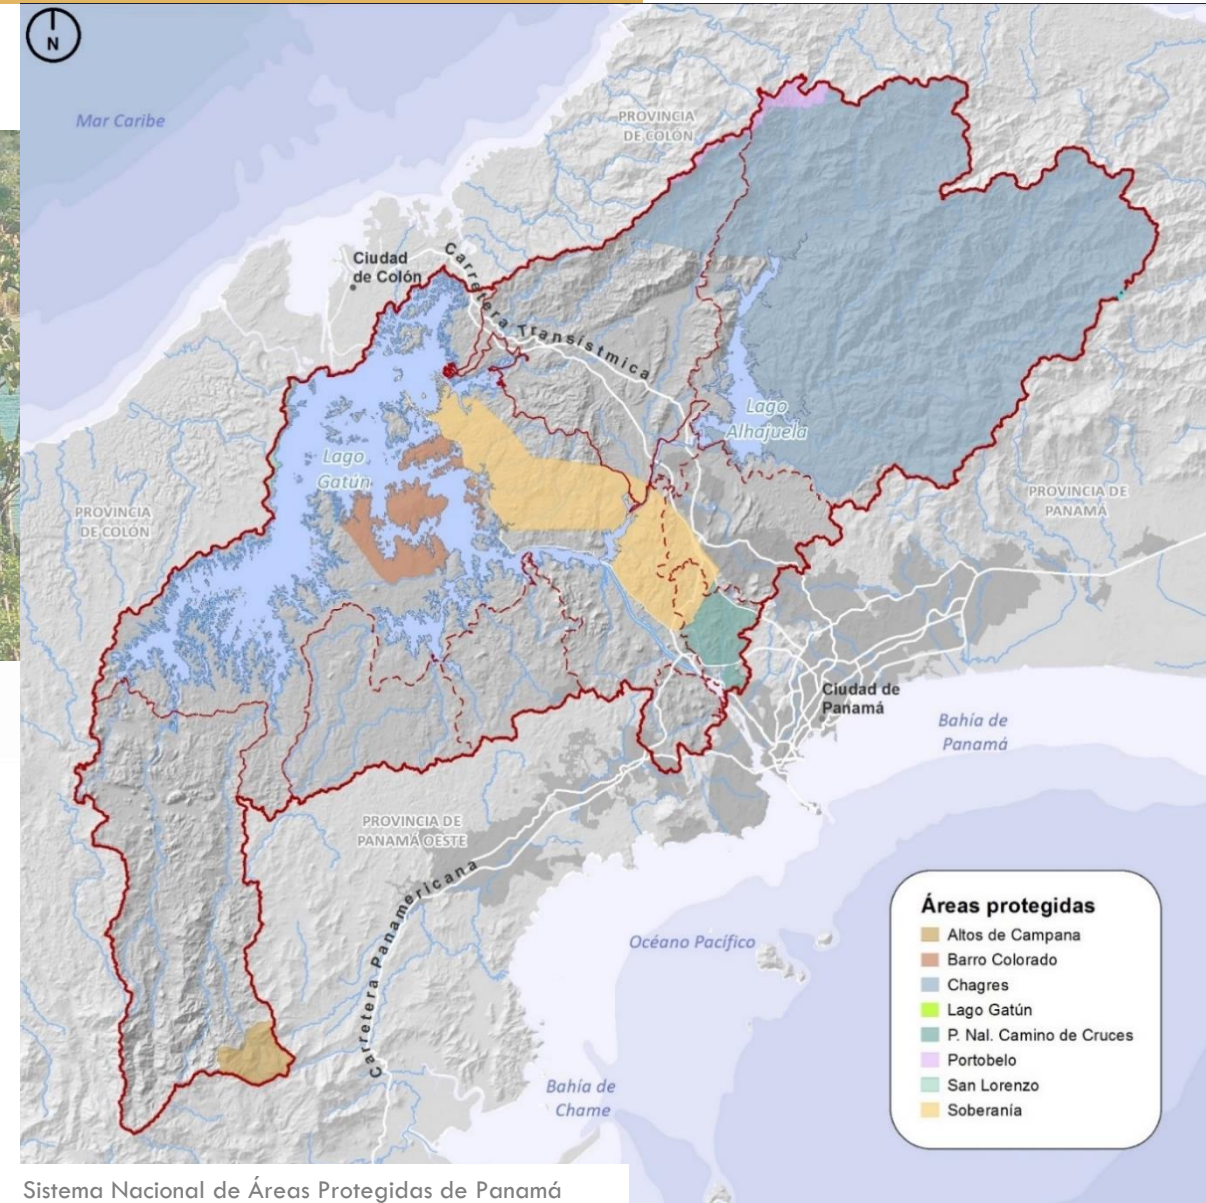 N
Mar Caribe
PROVINCIA
DE COLÓN
Ciudad
de Colón
Carretera Transístmica
Lago
Alhajuela
Lago
Gatún
PROVINCIA
DE COLÓN
PROVINCIA DE
PANAMÁ
Ciudad de
Panamá
Bahía de
Panamá
PROVINCIA DE
PANAMÁ OESTE
Carretera Panamericana
Océano Pacífico
Bahía de
Chame
Áreas protegidas
Altos de Campana
Barro Colorado
Chagres
Lago Gatún
P. Nal. Camino de Cruces
Portobelo
San Lorenzo
Soberanía
Sistema Nacional de Áreas Protegidas de Panamá